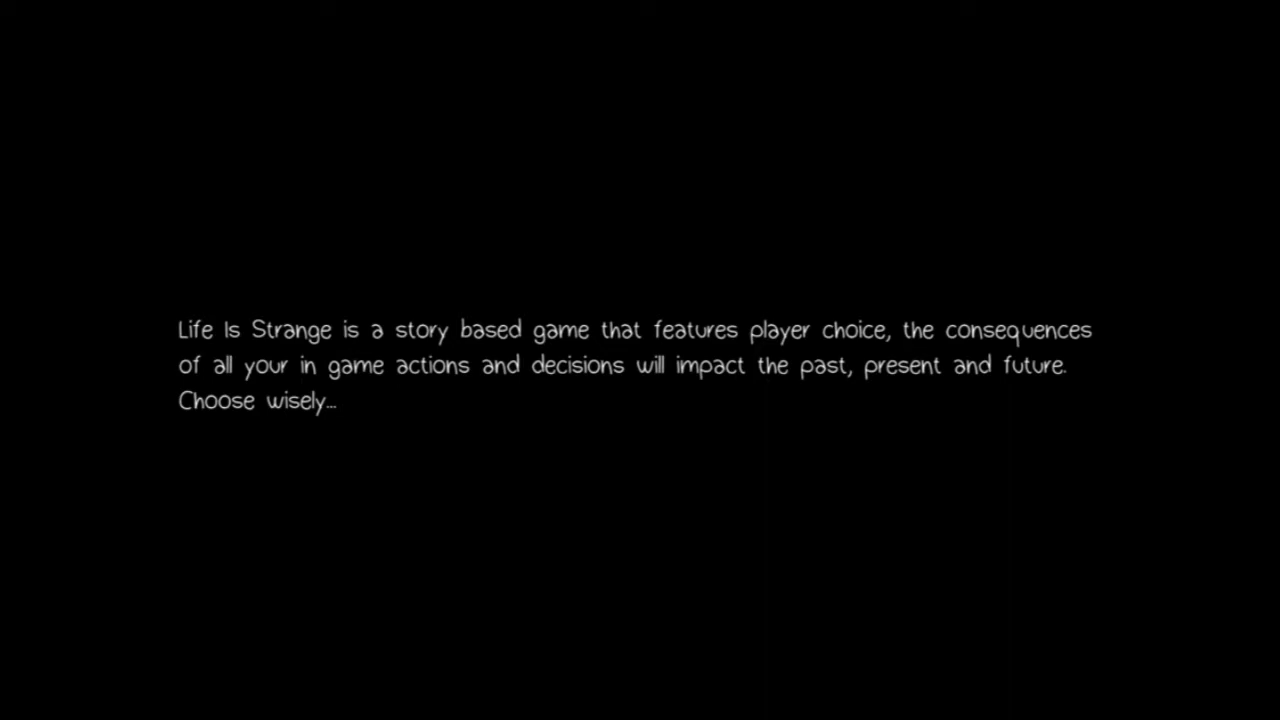 Life Is Strange is a story based game that features player choice, the consequences
of all your in game actions and decisions will impact the past, present and future.
Choose wisely...